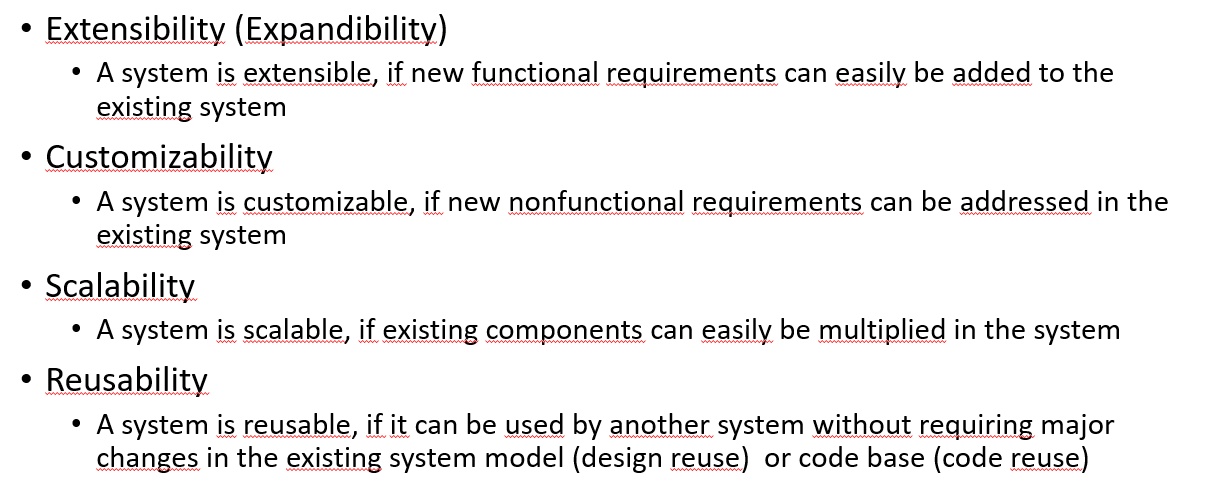 • Extensibility (Expandibility)
• A system is extensible, if new functional requirements can easily be added to the
existing system
• Customizability
• A system is customizable, if new nonfunctional requirements can be addressed in the
existing system
• Scalability
• A system is scalable, if existing components can easily be multiplied in the system
• Reusability
• A system is reusable, if it can be used by another system without requiring major
changes in the existing system model (design reuse)  or code base (code reuse)